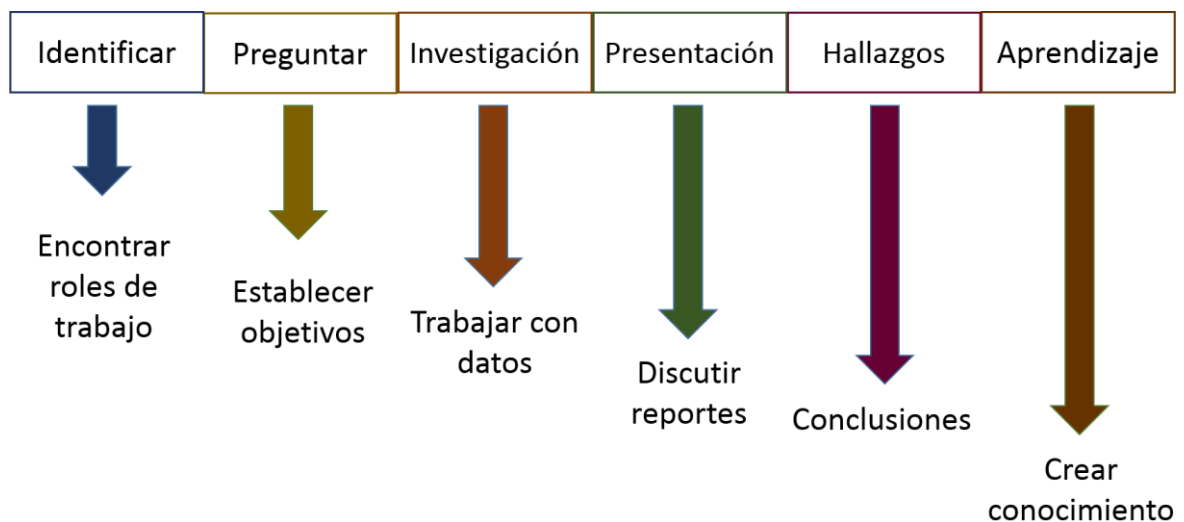 Identificar
Preguntar
Investigación
Presentación
Hallazgos
Aprendizaje
Encontrar
roles de
trabajo
Establecer
objetivos
Trabajar con
datos
Discutir
reportes
Conclusiones
Crear
conocimiento